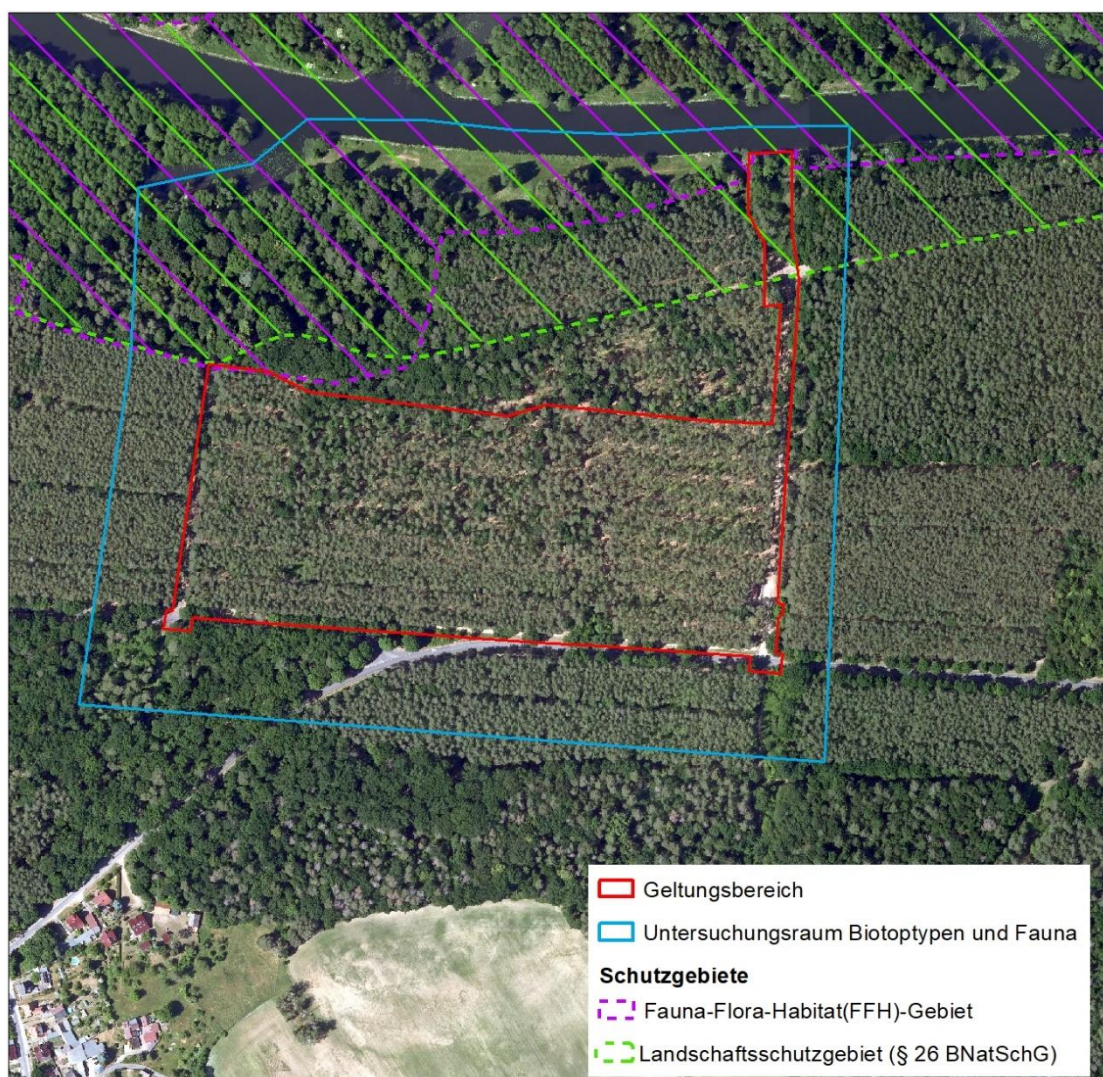 Geltungsbereich
Untersuchungsraum Biotoptypen und Fauna
Schutzgebiete
Fauna-Flora-Habitat(FFH)-Gebiet
Landschaftsschutzgebiet (§ 26 BNatSchG)